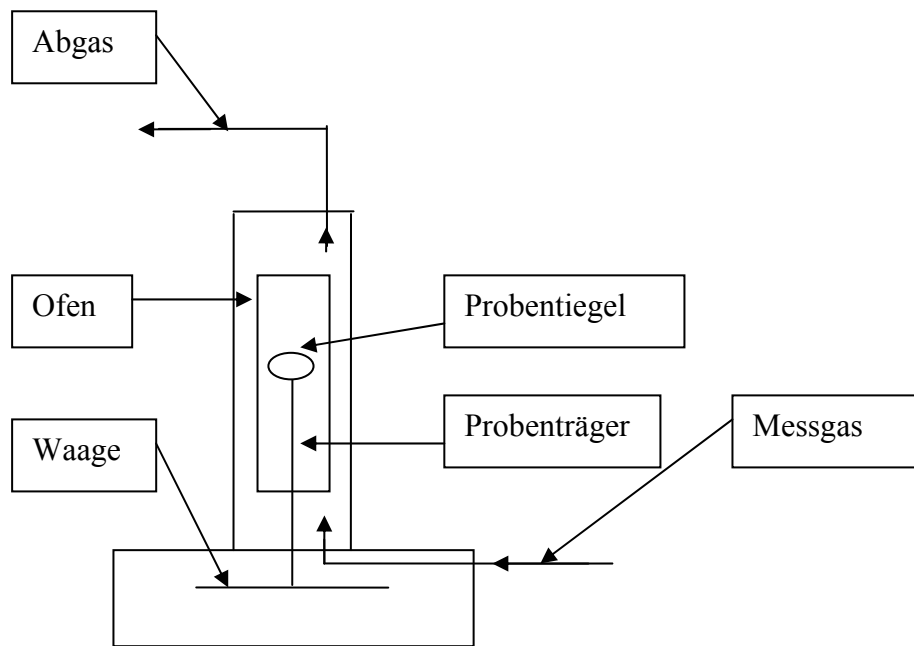 Abgas
Ofen
Probentiegel
Waage
Probenträger
Messgas